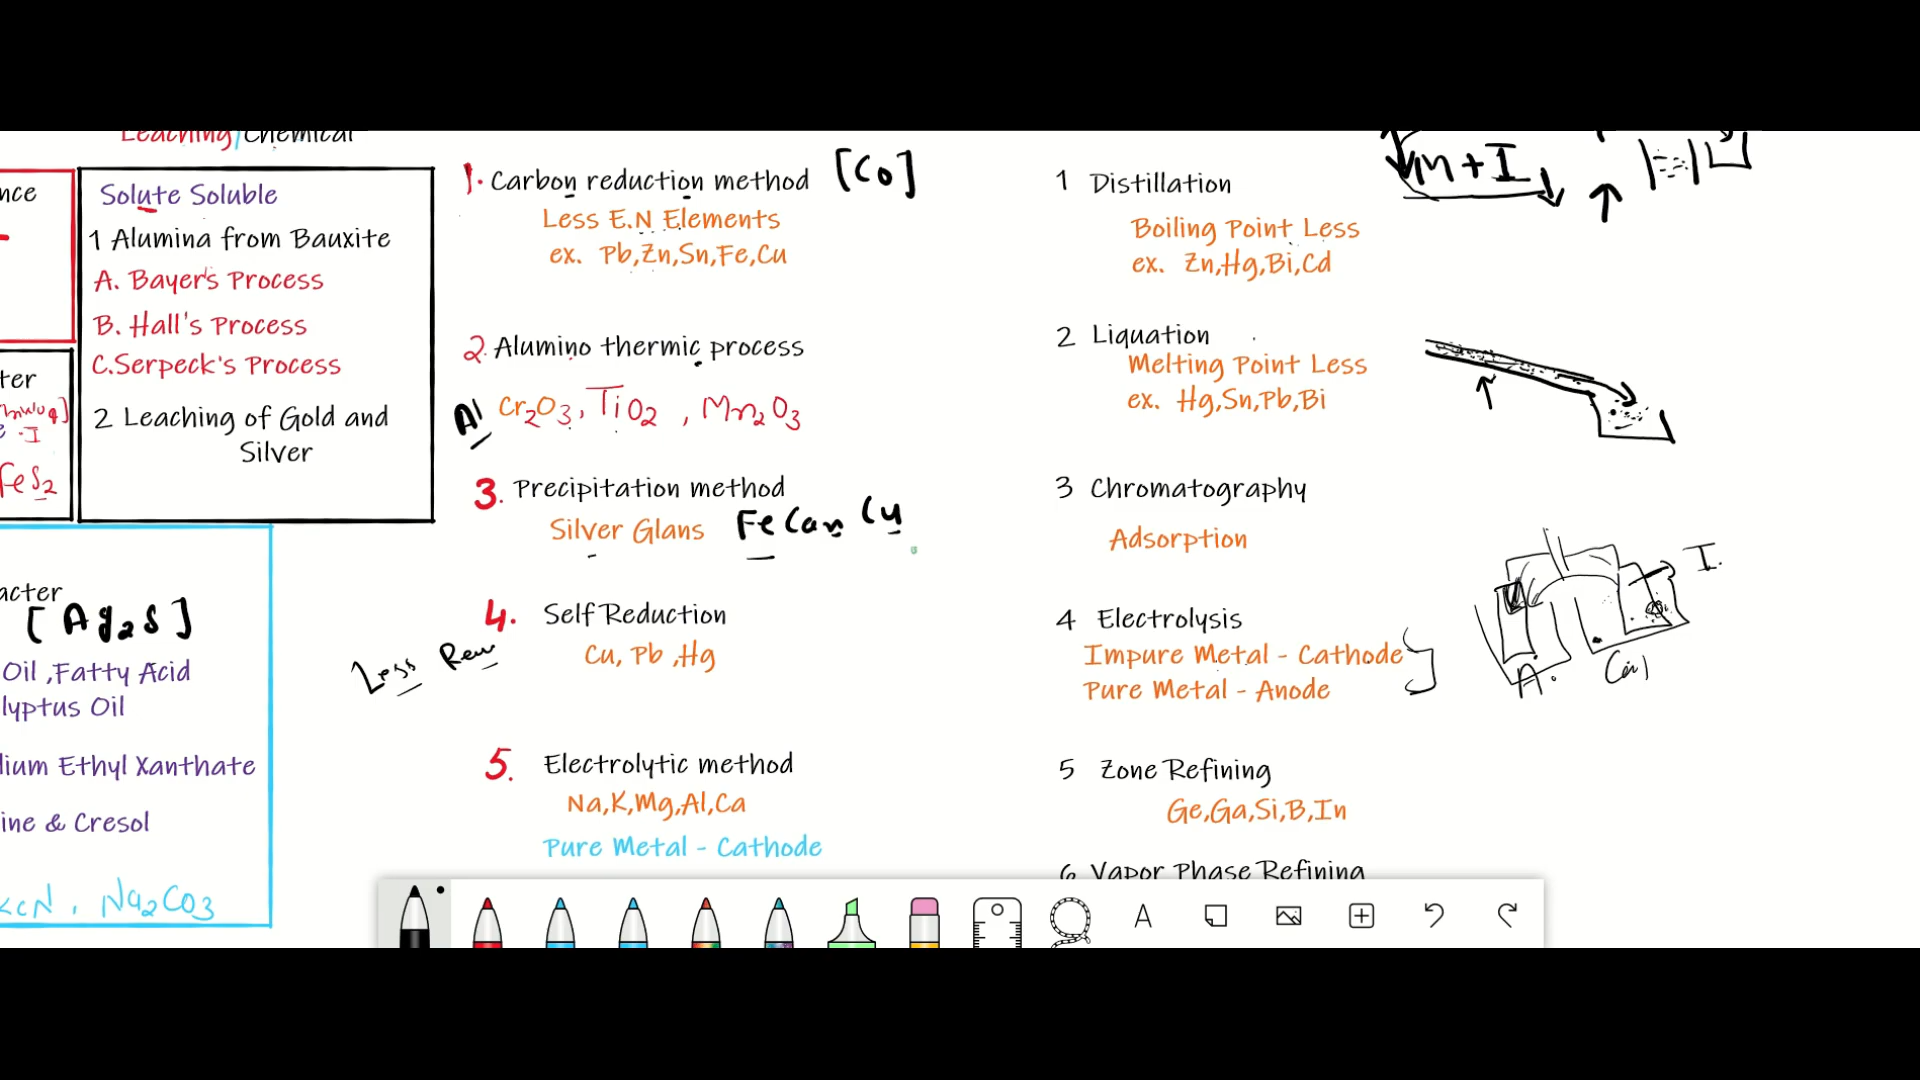 Leaching/Chemical
nce
Solute Soluble
1 Alumina from Bauxite
A. Bayer's Process
B. Hall's Process
C.Serpeck's Process
2 Leaching of Gold and
Silver
ter
I
FeS2
acter
[Ag2S]
Oil ,Fatty Acid
lyptus Oil
lium Ethyl Xanthate
ine & Cresol
KCN, Na2CO3
1. Carbon reduction method [CO]
Less E.N Elements
ex. Pb,Zn,Sn,Fe,Cu
2. Alumino thermic process
Al Cr2O3, TiO2, Mn2O3
3. Precipitation method
Silver Glans Fe Can Cu
4. Self Reduction
Less Rew Cu, Pb ,Hg
5. Electrolytic method
Na,K,Mg,Al,Ca
Pure Metal - Cathode
1 Distillation
M + I
Boiling Point Less
ex. Zn,Hg,Bi,Cd
2 Liquation
Melting Point Less
ex. Hg,Sn,Pb,Bi
3 Chromatography
Adsorption
I
4 Electrolysis
Impure Metal - Cathode
Pure Metal - Anode
A.
5 Zone Refining
Ge,Ga,Si,B,In
6 Vapor Phase Refining
A